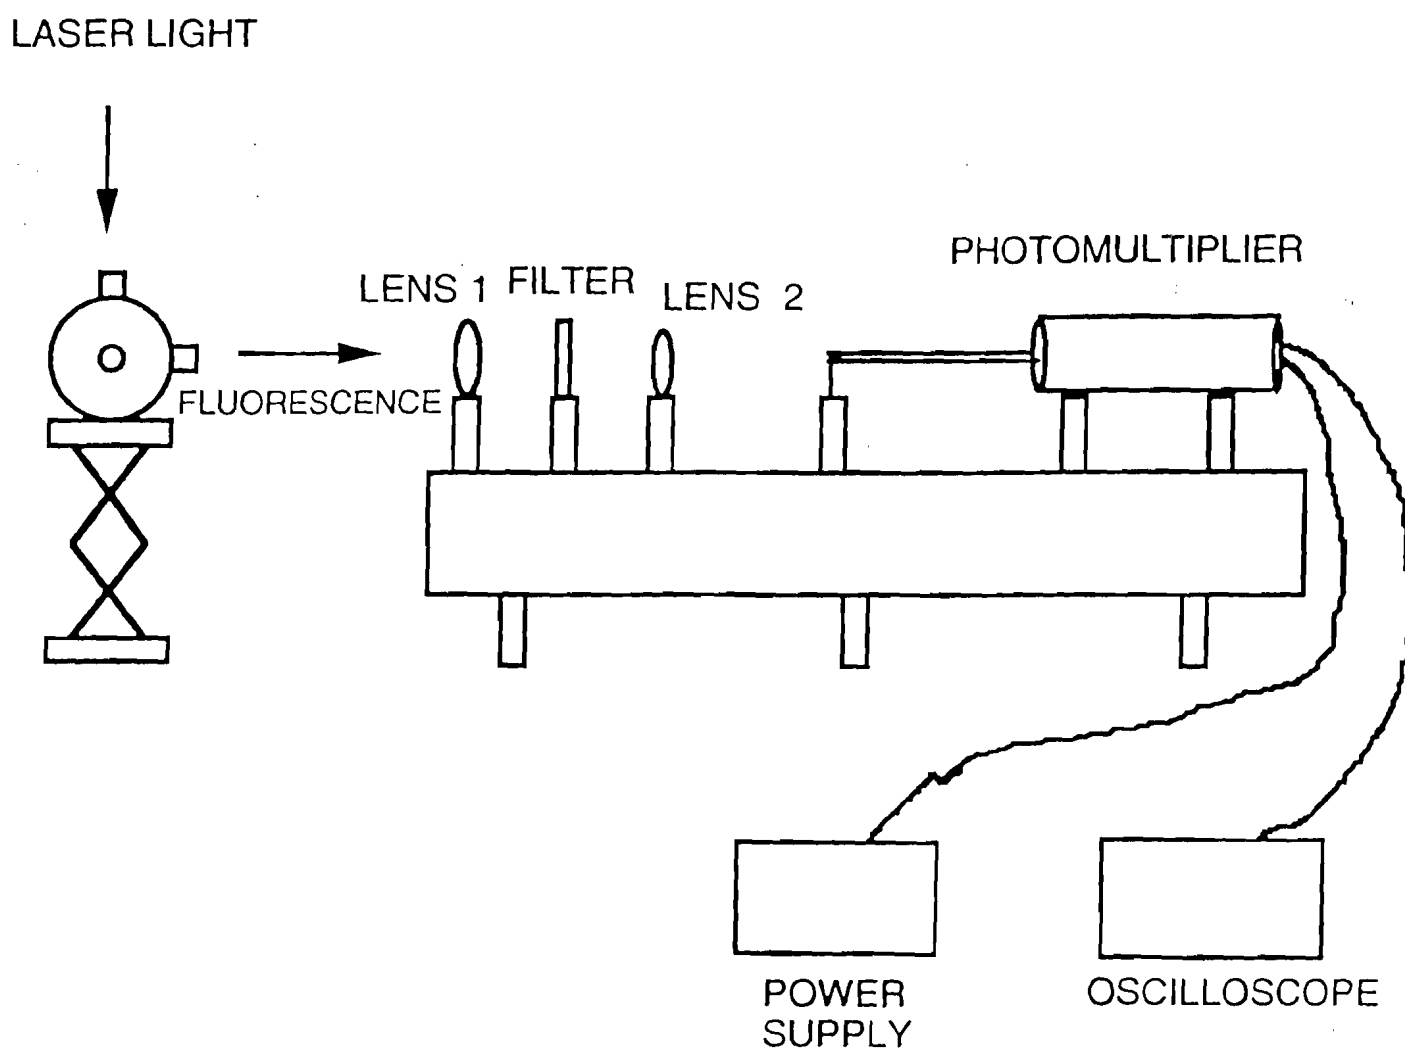 LASER LIGHT
PHOTOMULTIPLIER
LENS 1
FILTER
LENS 2
FLUORESCENCE
POWER
SUPPLY
OSCILLOSCOPE